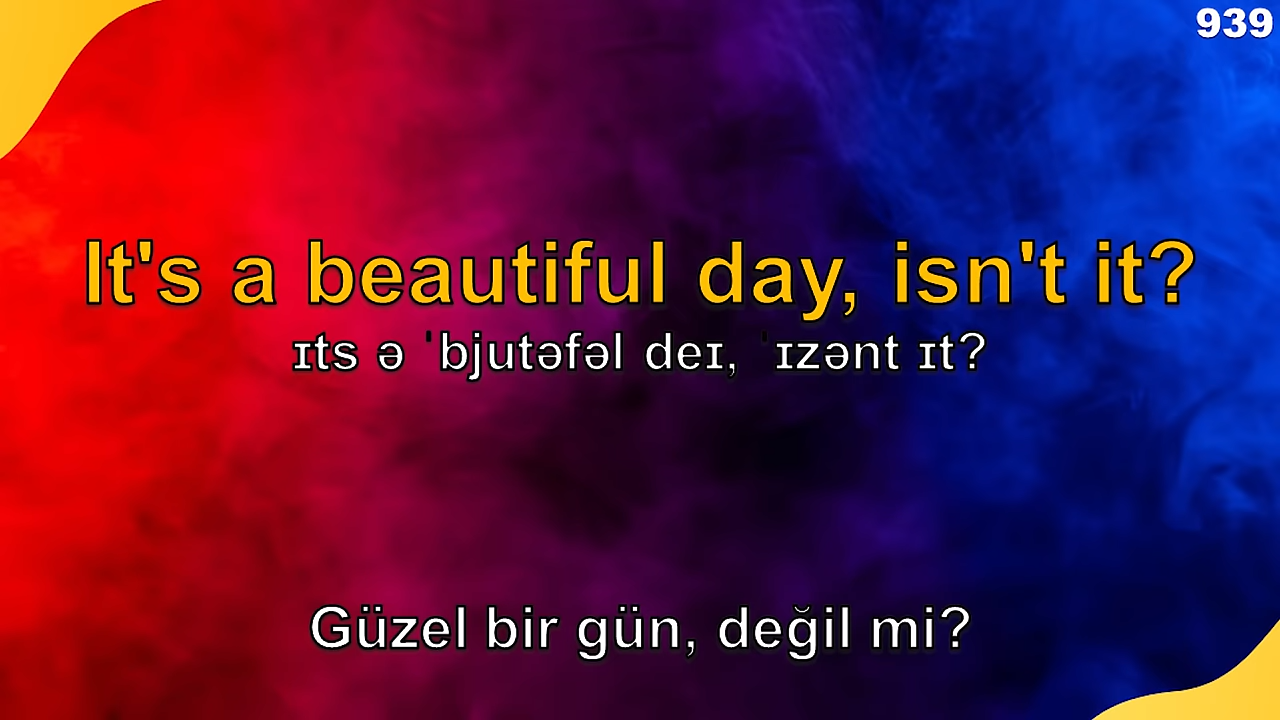 939
It's a beautiful day, isn't it?
ɪts ə ˈbjutəfəl deɪ, ˈɪzənt ɪt?
Güzel bir gün, değil mi?